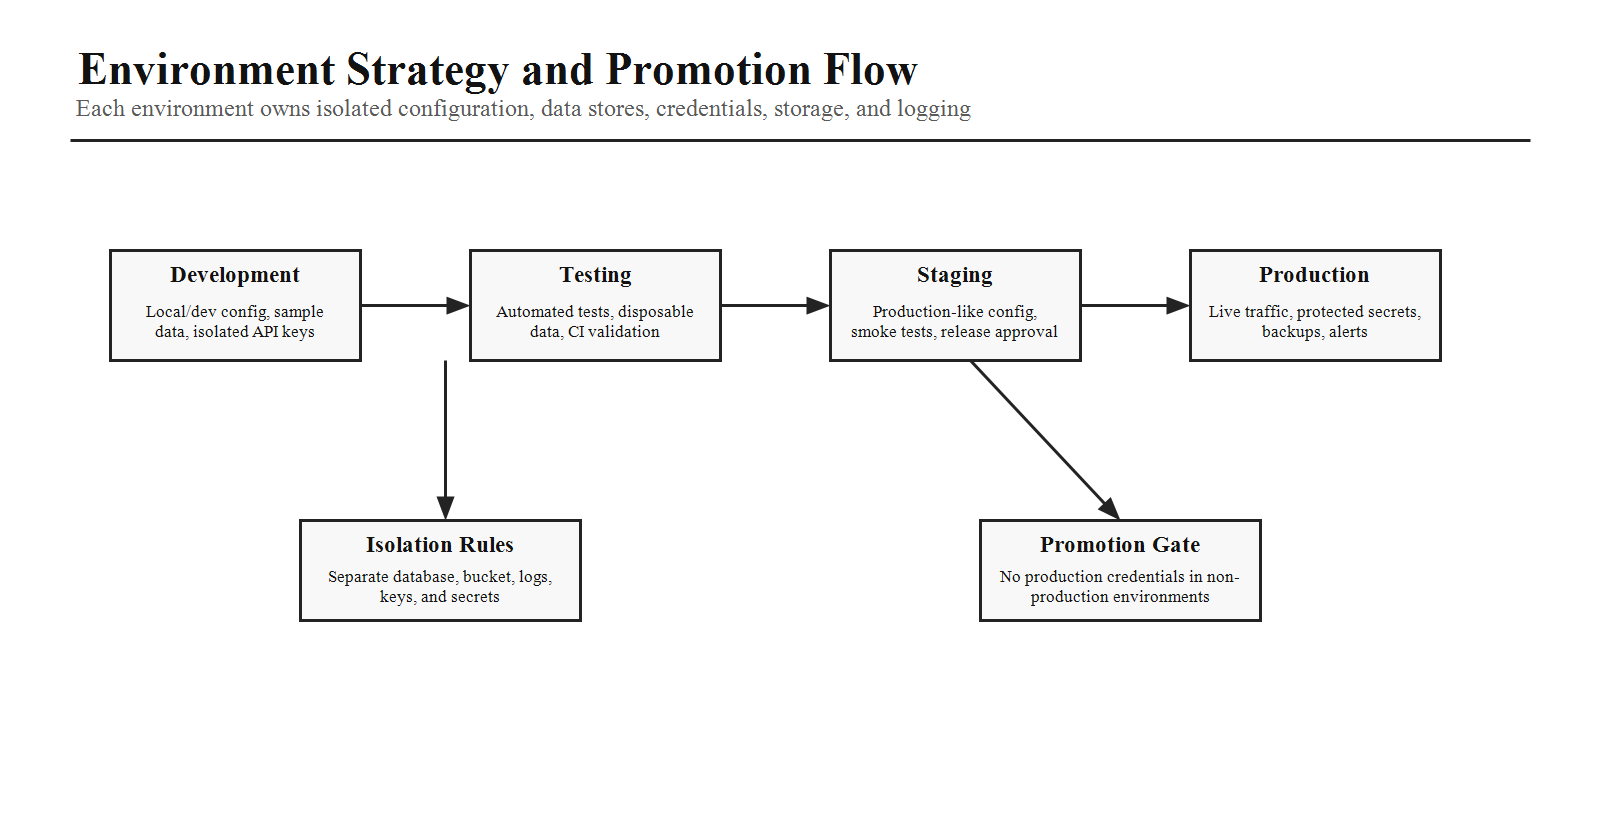 Environment Strategy and Promotion Flow
Each environment owns isolated configuration, data stores, credentials, storage, and logging
Development
Local/dev config, sample
data, isolated API keys
Testing
Automated tests, disposable
data, CI validation
Staging
Production-like config,
smoke tests, release approval
Production
Live traffic, protected secrets,
backups, alerts
Isolation Rules
Separate database, bucket, logs,
keys, and secrets
Promotion Gate
No production credentials in non-
production environments